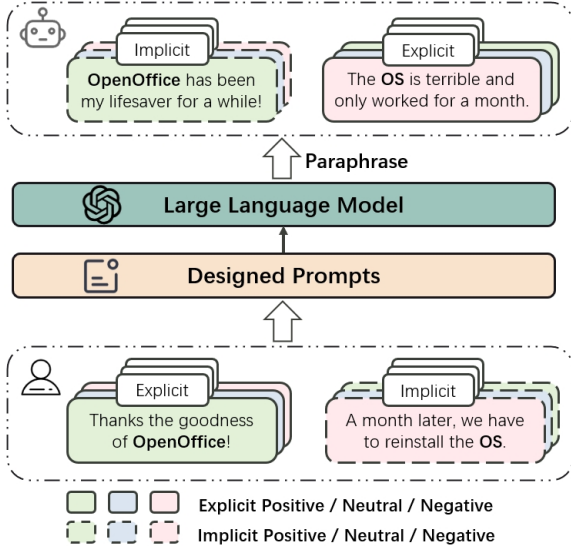 Implicit
OpenOffice has been
my lifesaver for a while!
Explicit
The OS is terrible and
only worked for a month.
Paraphrase
Large Language Model
Designed Prompts
Explicit
Thanks the goodness
of OpenOffice!
Implicit
A month later, we have
to reinstall the OS.
Explicit Positive / Neutral / Negative
Implicit Positive / Neutral / Negative